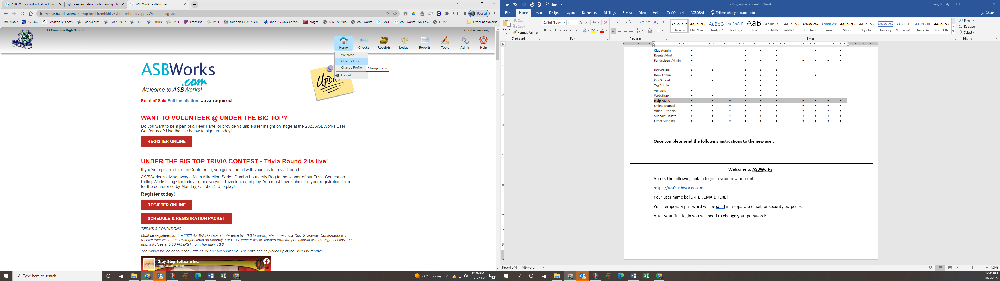 ASB Works - Individuals Admin
Keenan SafeSchools Training :: IP
ASB Works - Welcome
ws0.asbworks.com/(S(kwqnkrnll4rzmk5hky5vtkbp))/books/apps/WelcomePage.aspx
Paused
VUSD
CASBO
Amazon Business
Tyler Search
Tyler PROD
TEST
TRAIN
IMPL
Frontline
IMPL
Support : VUSD Ser...
Jobs | CASBO Caree...
5Sight
ESS - MUNIS
ASB Works
PACE
ASB Works - My Lo...
FCMAT
Other bookmarks
El Diamante High School
Good Afternoon,
MINERS
EL DIAMANTE HIGH
Home
Checks
Receipts
Ledger
Reports
Tools
Admin
Help
Welcome
Change Login
Change Profile
Change Login
Logout
ASBWorks
.com
Welcome to ASBWorks!
Point of Sale:Full Installation- Java required
WANT TO VOLUNTEER @ UNDER THE BIG TOP?
Do you want to be a part of a Peer Panel or provide valuable user insight on stage at the 2023 ASBWorks User
Conference? Use the link below to sign up today!
REGISTER ONLINE
UNDER THE BIG TOP TRIVIA CONTEST - Trivia Round 2 is live!
If you've registered for the Conference, you got an email with your link to Trivia Round 2!
ASBWorks is giving away a Main Attraction Series Dumbo Loungefly Bag to the winner of our Trivia Contest on
PollingWorks! Register today to receive your Trivia login and play. You must have submitted your registration form
for the conference by Monday, October 3rd to play!
Register today!
REGISTER ONLINE
SCHEDULE & REGISTRATION PACKET
TERMS & CONDITIONS
Must be registered for the 2023 ASBWorks User Conference by 10/3 to participate in the Trivia Quiz Giveaway. Contestants will
receive their link to the Trivia questions on Monday, 10/3. The winner will be chosen from the participants with the highest score. The
quiz will close at 5:00 PM (PST), on Thursday, 10/6.
The winner will be announced Friday 10/7 on Facebook Live! The prize can be picked up at the User Conference.
Gray Step Software Inc.
about 3 weeks ago
Type here to search
86°F Sunny
12:46 PM
10/5/2022
22
Setting up an account - Word
Spray, Brandy
File
Home
Insert
Design
Layout
References
Mailings
Review
View
Help
DYMO Label
ACROBAT
Tell me what you want to do
Share
Paste
Cut
Copy
Format Painter
Clipboard
Calibri (Body)
11
Font
Paragraph
¶ Normal
¶ No Spac...
Heading 1
Heading 2
Title
Subtitle
Subtle Em...
Emphasis
Intense E...
Strong
Quote
Intense Q...
Subtle Ref...
Intense Re...
Book Title
Styles
Find
Replace
Select
Editing
Club Admin
Events Admin
Fundraisers Admin
Individuals
Item Admin
Our School
Tag Admin
Vendors
Web Store
Help Menu
Online Manual
Video Tutorials
Support Tickets
Order Supplies
Once complete send the following instructions to the new user:
Welcome to ASBWorks!
Access the following link to login to your new account:
https://ws0.asbworks.com
Your user name is: [ENTER EMAIL HERE]
Your temporary password will be send in a separate email for security purposes.
After your first login you will need to change your password:
Page 4 of 4
149 words
120%
12:46 PM
10/5/2022